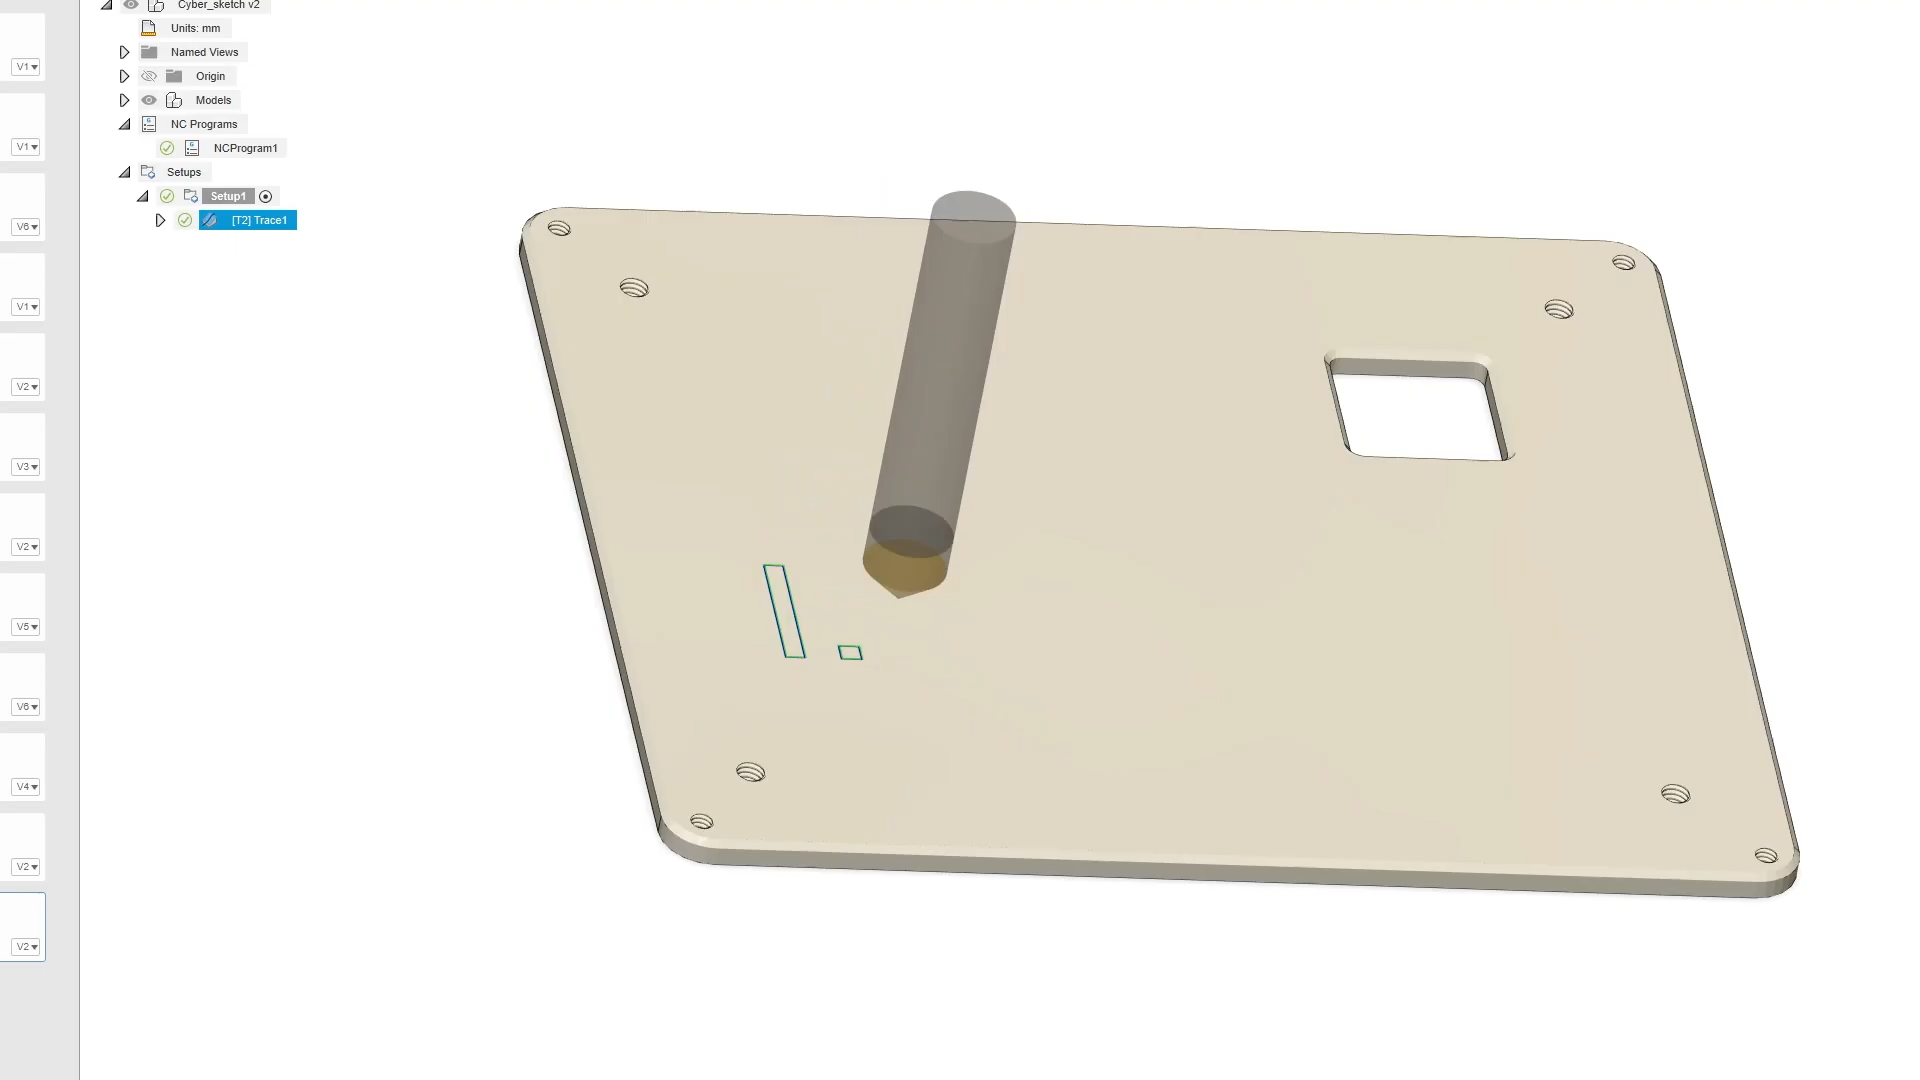 Cyber_sketch v2
Units: mm
Named Views
Origin
Models
NC Programs
NCProgram1
Setups
Setup1
[T2] Trace1
V1
V1
V6
V1
V2
V3
V2
V5
V6
V4
V2
V2